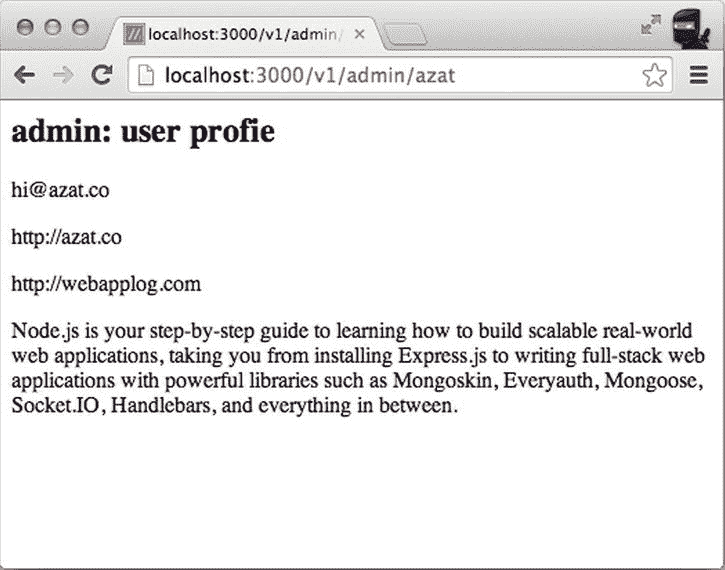 localhost:3000/v1/admin/
localhost:3000/v1/admin/azat
admin: user profie
hi@azat.co
http://azat.co
http://webapplog.com
Node.js is your step-by-step guide to learning how to build scalable real-world
web applications, taking you from installing Express.js to writing full-stack web
applications with powerful libraries such as Mongoskin, Everyauth, Mongoose,
Socket.IO, Handlebars, and everything in between.